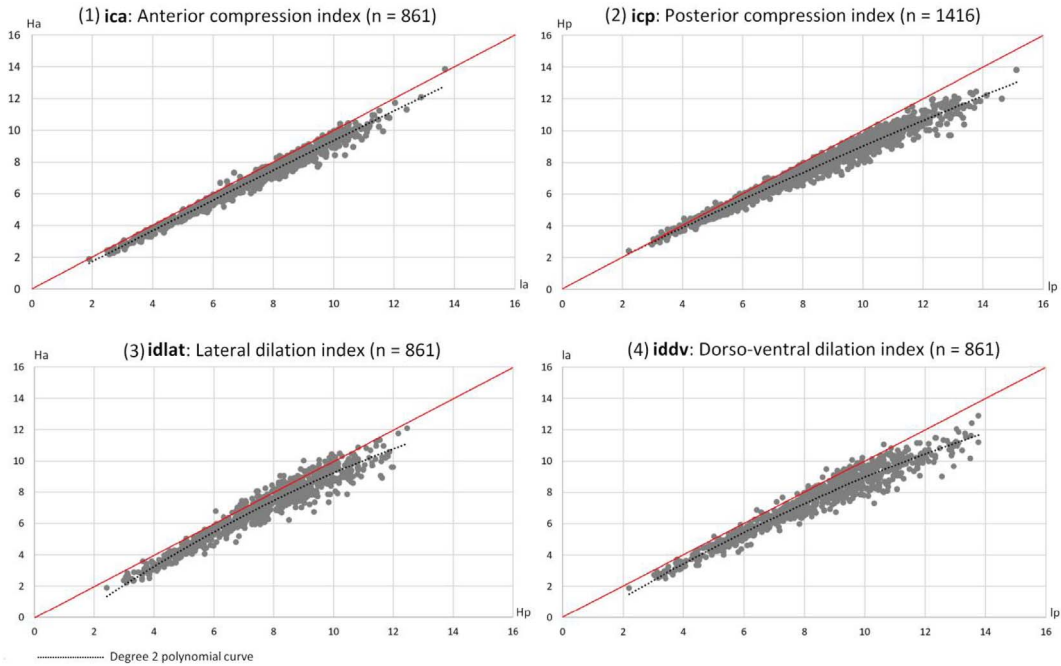 (1) ica: Anterior compression index (n = 861)
Ha
16
14
12
10
8
6
4
2
0
0 2 4 6 8 10 12 14 16
Ia
(2) icp: Posterior compression index (n = 1416)
Hp
16
14
12
10
8
6
4
2
0
0 2 4 6 8 10 12 14 16
Ip
(3) idlat: Lateral dilation index (n = 861)
Ha
16
14
12
10
8
6
4
2
0
0 2 4 6 8 10 12 14 16
Hp
(4) iddv: Dorso-ventral dilation index (n = 861)
Ia
16
14
12
10
8
6
4
2
0
0 2 4 6 8 10 12 14 16
Ip
Degree 2 polynomial curve